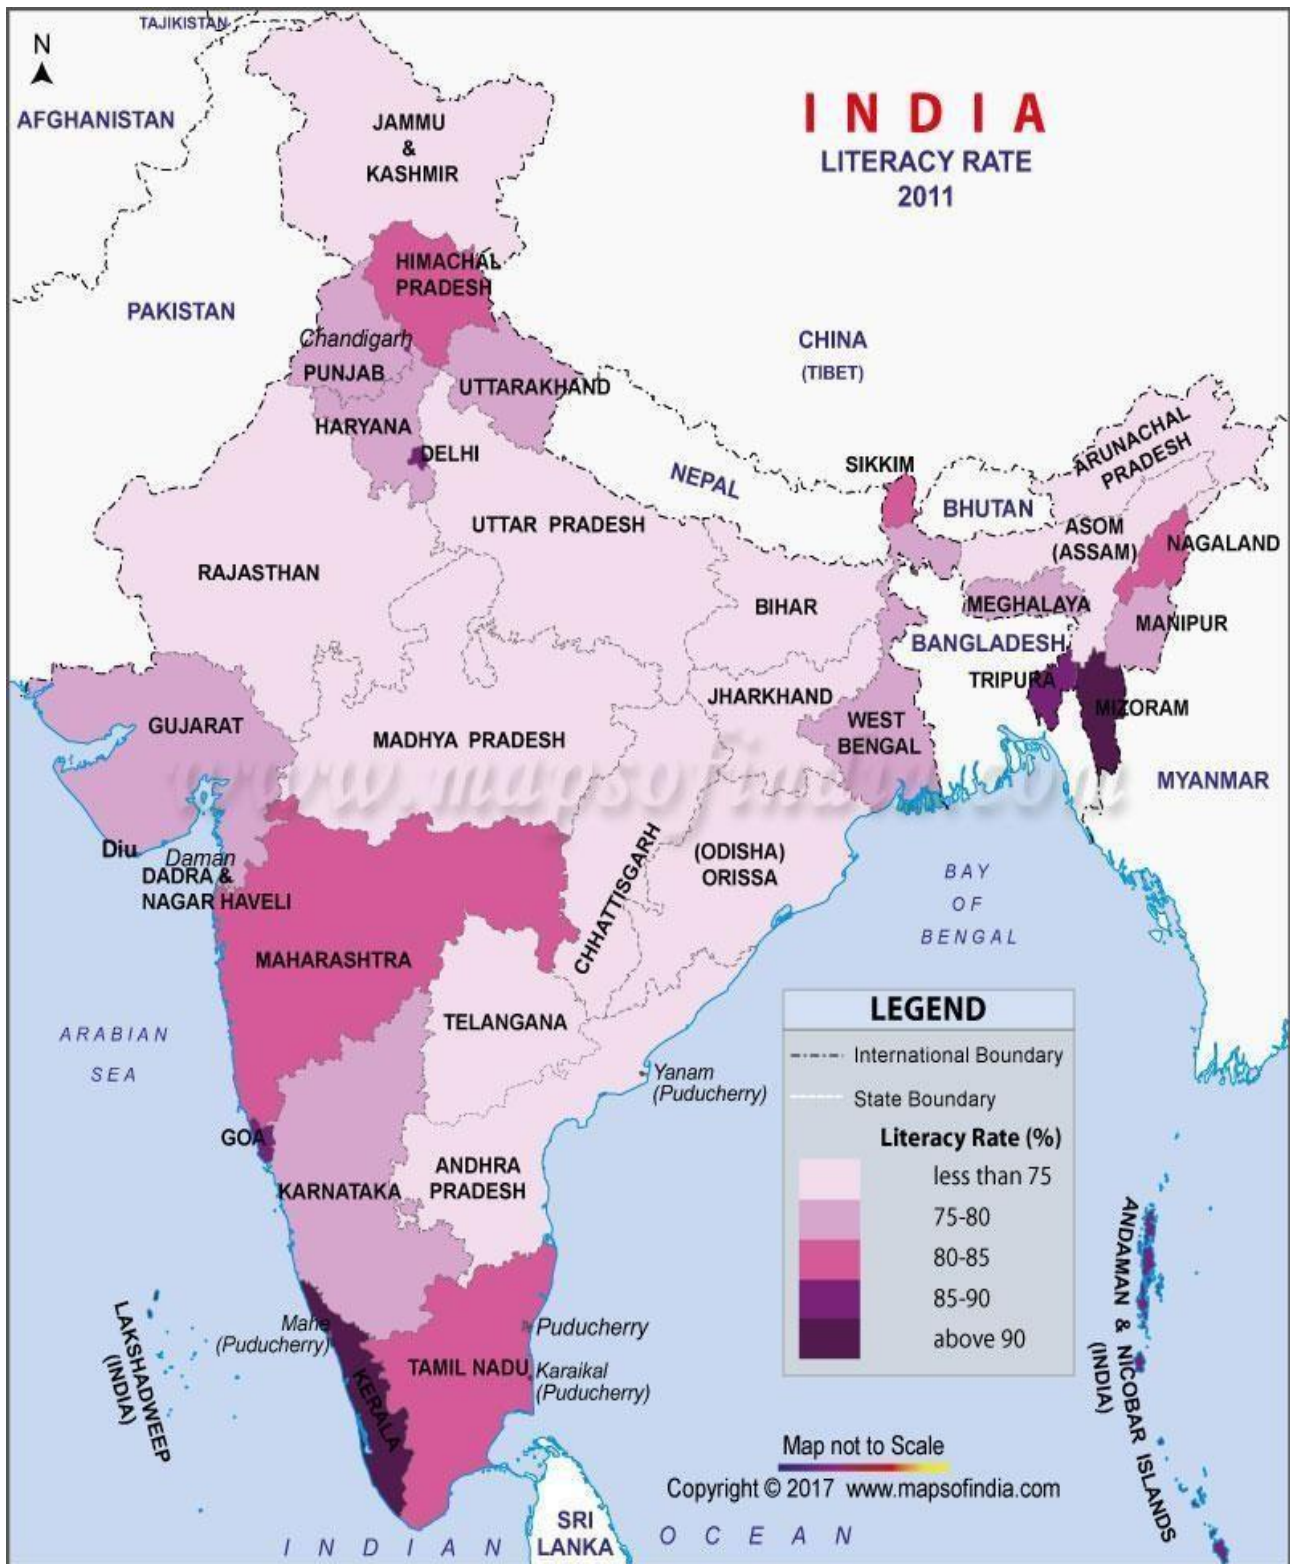 TAJIKISTAN
N
AFGHANISTAN
INDIA
LITERACY RATE
2011
JAMMU
&
KASHMIR
HIMACHAL
PRADESH
PAKISTAN
CHINA
(TIBET)
Chandigarh
PUNJAB
UTTARAKHAND
HARYANA
DELHI
NEPAL
SIKKIM
BHUTAN
ARUNACHAL
PRADESH
UTTAR PRADESH
ASOM
(ASSAM)
NAGALAND
RAJASTHAN
BIHAR
MEGHALAYA
MANIPUR
BANGLADESH
TRIPURA
MIZORAM
JHARKHAND
GUJARAT
MADHYA PRADESH
WEST
BENGAL
MYANMAR
www.mapsofindia.com
Diu
Daman
DADRA &
NAGAR HAVELI
CHHATTISGARH
(ODISHA)
ORISSA
BAY
OF
BENGAL
MAHARASHTRA
TELANGANA
ARABIAN
SEA
Yanam
(Puducherry)
GOA
KARNATAKA
ANDHRA
PRADESH
LEGEND
International Boundary
State Boundary
Literacy Rate (%)
less than 75
75-80
80-85
85-90
above 90
LAKSHADWEEP
(INDIA)
Mahe
(Puducherry)
KERALA
TAMIL NADU
Puducherry
Karaikal
(Puducherry)
ANDAMAN & NICOBAR ISLANDS
(INDIA)
Map not to Scale
Copyright © 2017 www.mapsofindia.com
SRI
LANKA
INDIAN OCEAN